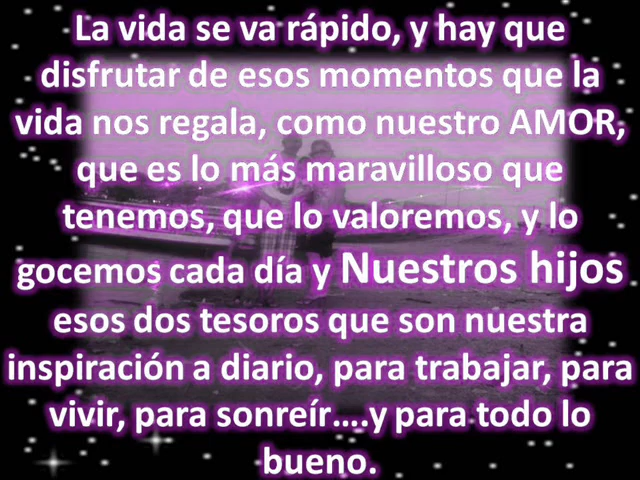 La vida se va rápido, y hay que
disfrutar de esos momentos que la
vida nos regala, como nuestro AMOR,
que es lo más maravilloso que
tenemos, que lo valoremos, y lo
gocemos cada día y Nuestros hijos
esos dos tesoros que son nuestra
inspiración a diario, para trabajar, para
vivir, para sonreír….y para todo lo
bueno.